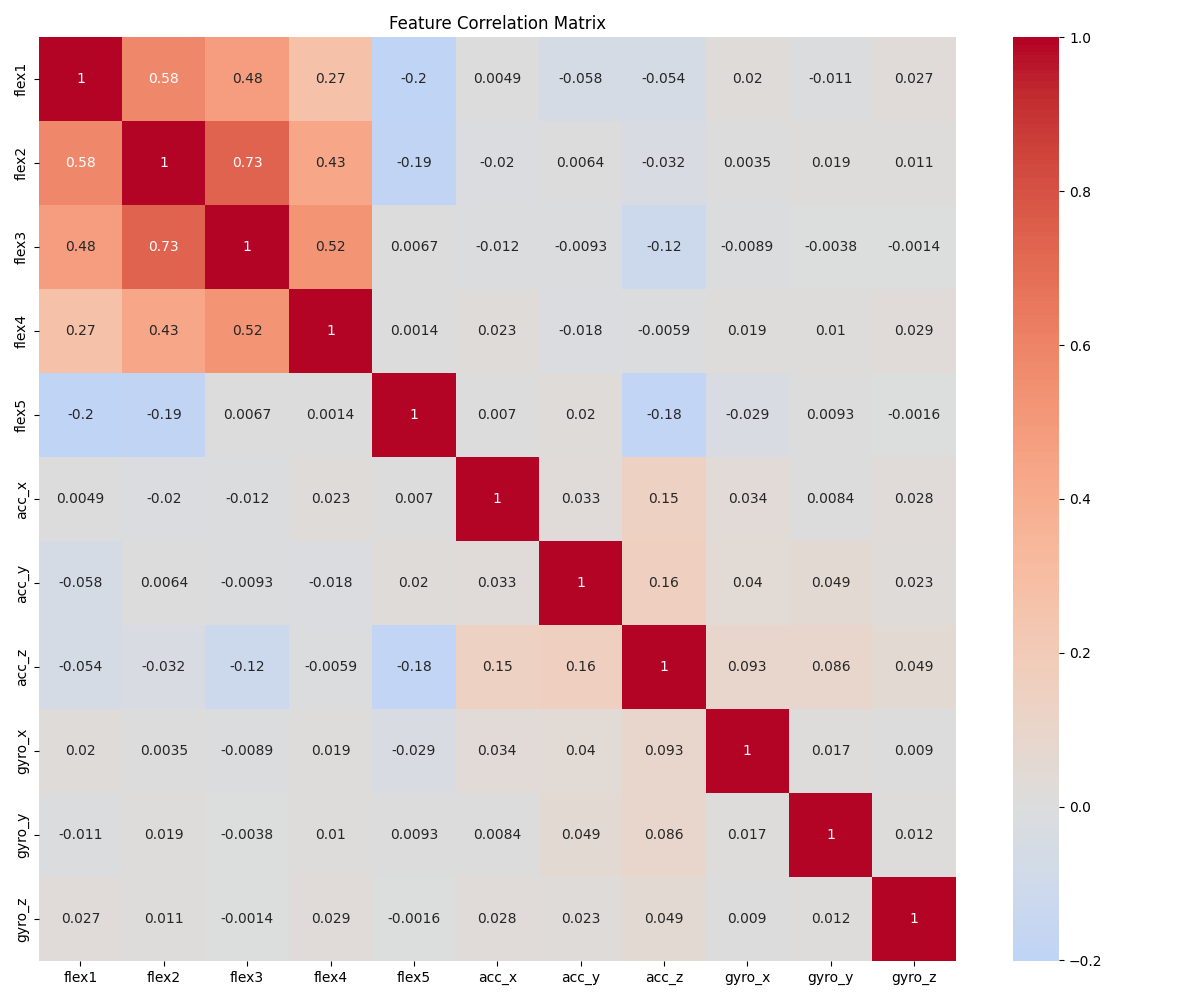 Feature Correlation Matrix
flex1 1 0.58 0.48 0.27 -0.2 0.0049 -0.058 -0.054 0.02 -0.011 0.027
flex2 0.58 1 0.73 0.43 -0.19 -0.02 0.0064 -0.032 0.0035 0.019 0.011
flex3 0.48 0.73 1 0.52 0.0067 -0.012 -0.0093 -0.12 -0.0089 -0.0038 -0.0014
flex4 0.27 0.43 0.52 1 0.0014 0.023 -0.018 -0.0059 0.019 0.01 0.029
flex5 -0.2 -0.19 0.0067 0.0014 1 0.007 0.02 -0.18 -0.029 0.0093 -0.0016
acc_x 0.0049 -0.02 -0.012 0.023 0.007 1 0.033 0.15 0.034 0.0084 0.028
acc_y -0.058 0.0064 -0.0093 -0.018 0.02 0.033 1 0.16 0.04 0.049 0.023
acc_z -0.054 -0.032 -0.12 -0.0059 -0.18 0.15 0.16 1 0.093 0.086 0.049
gyro_x 0.02 0.0035 -0.0089 0.019 -0.029 0.034 0.04 0.093 1 0.017 0.009
gyro_y -0.011 0.019 -0.0038 0.01 0.0093 0.0084 0.049 0.086 0.017 1 0.012
gyro_z 0.027 0.011 -0.0014 0.029 -0.0016 0.028 0.023 0.049 0.009 0.012 1
flex1 flex2 flex3 flex4 flex5 acc_x acc_y acc_z gyro_x gyro_y gyro_z
1.0
0.8
0.6
0.4
0.2
0.0
−0.2